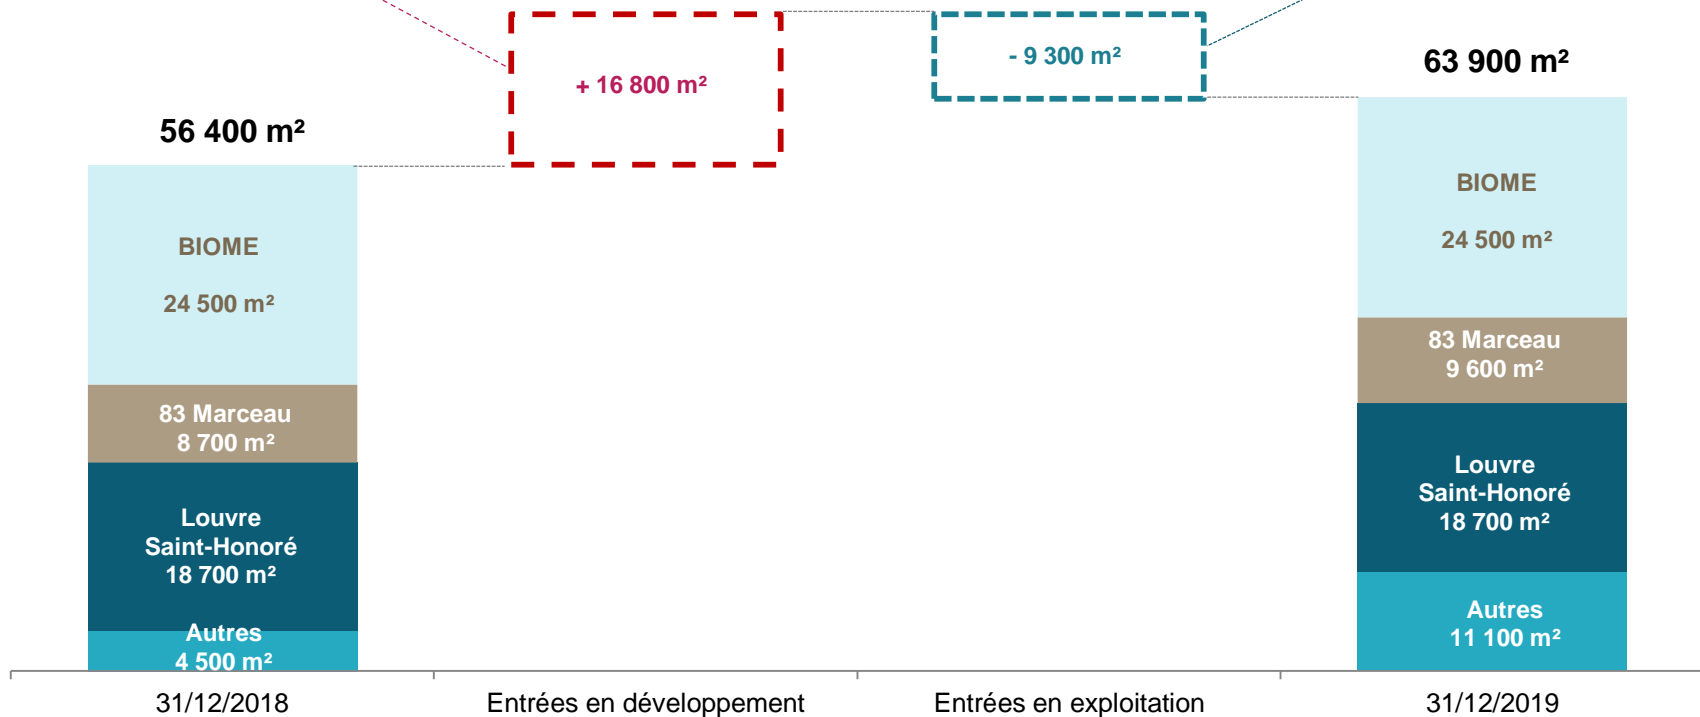 56 400 m²
BIOME
24 500 m²
83 Marceau
8 700 m²
Louvre
Saint-Honoré
18 700 m²
Autres
4 500 m²
+ 16 800 m²
- 9 300 m²
63 900 m²
BIOME
24 500 m²
83 Marceau
9 600 m²
Louvre
Saint-Honoré
18 700 m²
Autres
11 100 m²
31/12/2018
Entrées en développement
Entrées en exploitation
31/12/2019